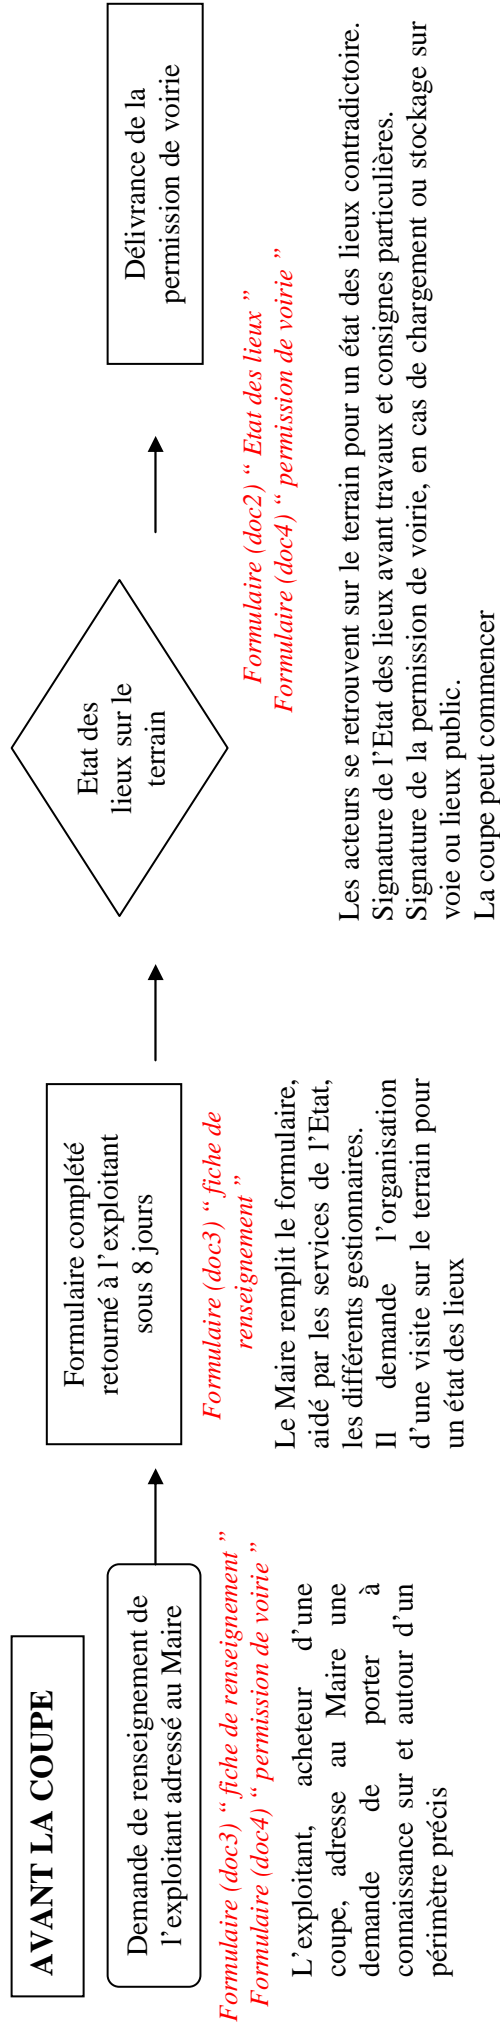 AVANT LA COUPE
Demande de renseignement de
l'exploitant adressé au Maire
Formulaire (doc3) “ fiche de renseignement ”
Formulaire (doc4) “ permission de voirie ”
L'exploitant, acheteur d'une
coupe, adresse au Maire une
demande de porter à
connaissance sur et autour d'un
périmètre précis
Formulaire complété
retourné à l'exploitant
sous 8 jours
Formulaire (doc3) “ fiche de
renseignement ”
Le Maire remplit le formulaire,
aidé par les services de l'Etat,
les différents gestionnaires.
Il demande l'organisation
d'une visite sur le terrain pour
un état des lieux
Etat des
lieux sur le
terrain
Formulaire (doc2) “ Etat des lieux ”
Formulaire (doc4) “ permission de voirie ”
Les acteurs se retrouvent sur le terrain pour un état des lieux contradictoire.
Signature de l'Etat des lieux avant travaux et consignes particulières.
Signature de la permission de voirie, en cas de chargement ou stockage sur
voie ou lieux public.
La coupe peut commencer
Délivrance de la
permission de voirie